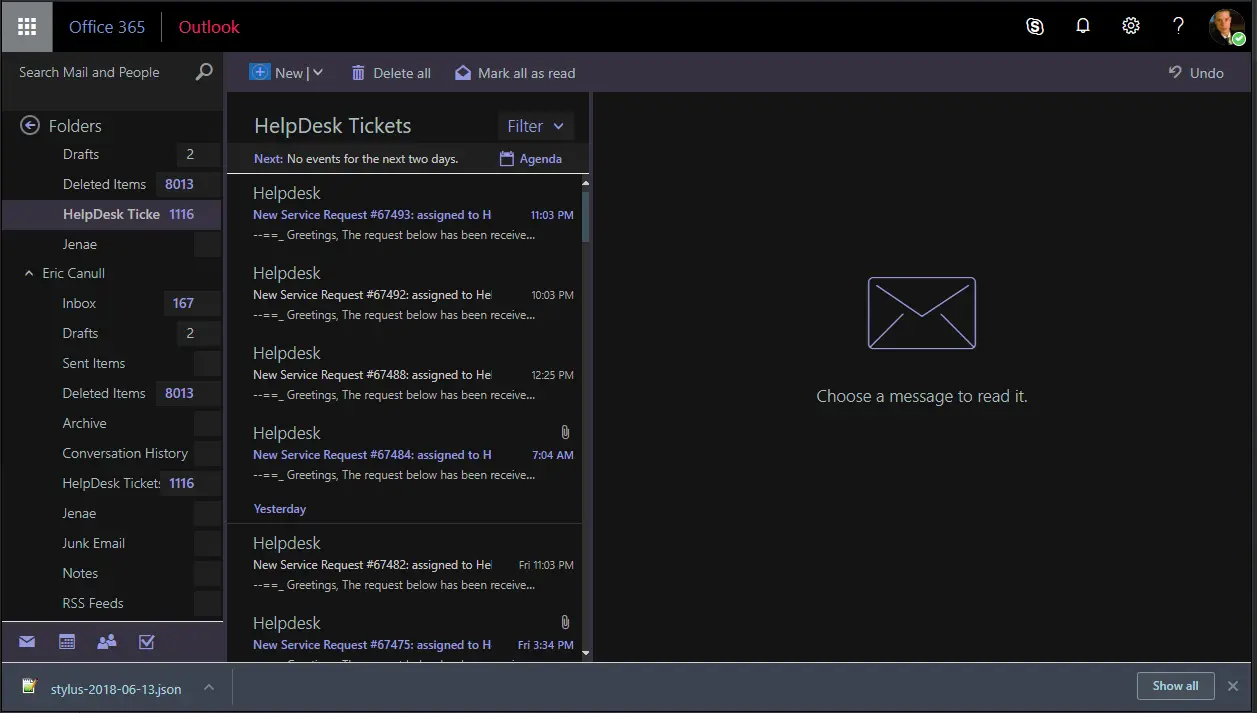 Office 365
Outlook
Search Mail and People
New
Delete all
Mark all as read
Undo
Folders
Drafts 2
Deleted Items 8013
HelpDesk Ticke 1116
Jenae
Eric Canull
Inbox 167
Drafts 2
Sent Items
Deleted Items 8013
Archive
Conversation History
HelpDesk Tickets 1116
Jenae
Junk Email
Notes
RSS Feeds
HelpDesk Tickets
Filter
Next: No events for the next two days.
Agenda
Helpdesk
New Service Request #67493: assigned to H 11:03 PM
--==_ Greetings, The request below has been receive...
Helpdesk
New Service Request #67492: assigned to Hel 10:03 PM
--==_ Greetings, The request below has been receive...
Helpdesk
New Service Request #67488: assigned to Hel 12:25 PM
--==_ Greetings, The request below has been receive...
Helpdesk
New Service Request #67484: assigned to H 7:04 AM
--==_ Greetings, The request below has been receive...
Yesterday
Helpdesk
New Service Request #67482: assigned to Hel Fri 11:03 PM
--==_ Greetings, The request below has been receive...
Helpdesk
New Service Request #67475: assigned to H Fri 3:34 PM
Choose a message to read it.
stylus-2018-06-13.json
Show all